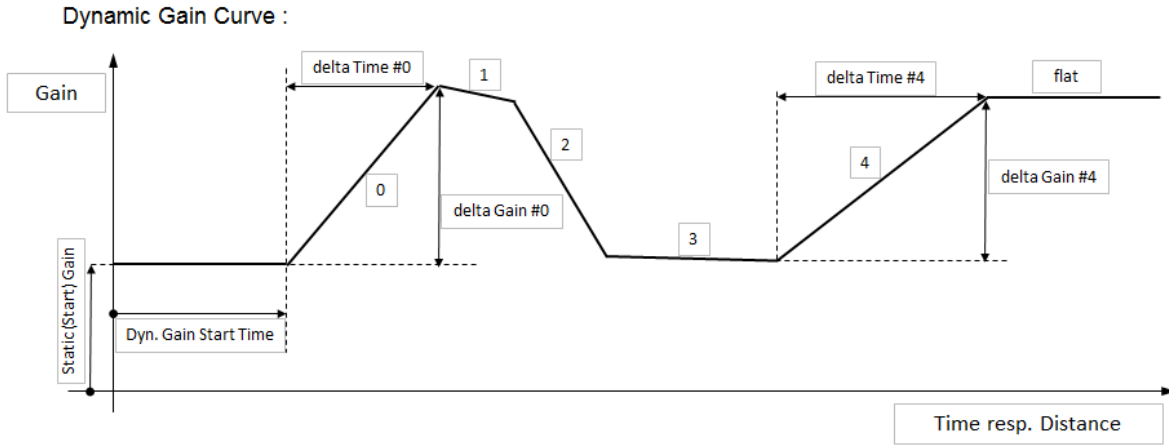 Dynamic Gain Curve :
Gain
delta Time #0
1
delta Time #4
flat
2
0
4
delta Gain #4
delta Gain #0
3
Static(Start) Gain
Dyn. Gain Start Time
Time resp. Distance